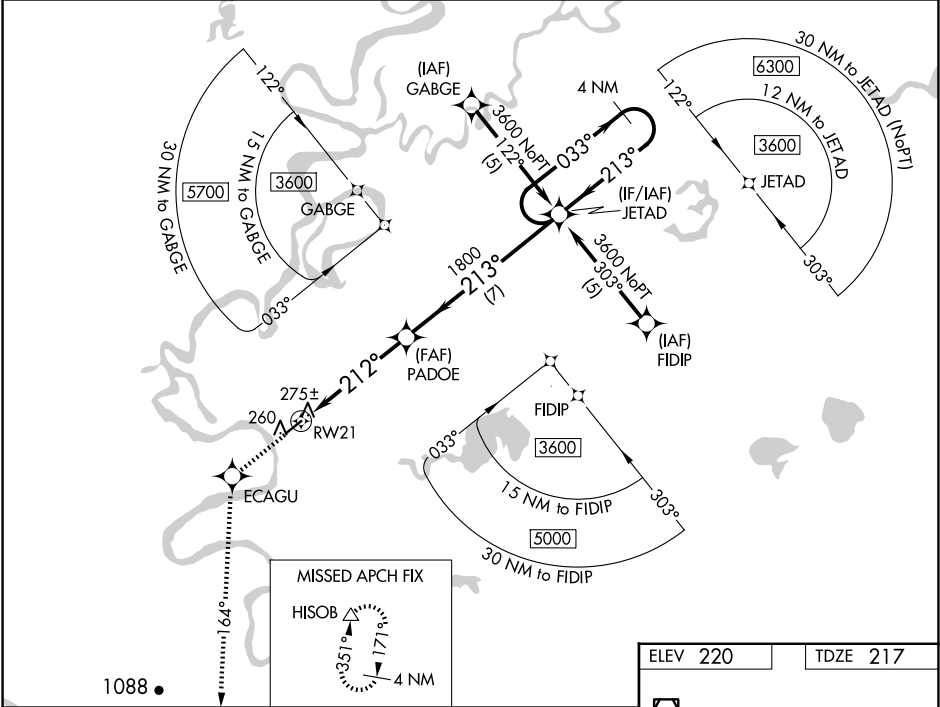 (IAF)
GABGE
4 NM
30 NM to JETAD (NoPT)
6300
12 NM to JETAD
122°
3600
JETAD
303°
122°
15 NM to GABGE
30 NM to GABGE
5700
3600
GABGE
033°
3600 NoPT
122°
(5)
033°
213°
(IF/IAF)
JETAD
3600 NoPT
303°
(5)
(IAF)
FIDIP
1800
213°
(7)
(FAF)
PADOE
212°
275±
260
RW21
ECAGU
164°
FIDIP
033°
3600
303°
15 NM to FIDIP
5000
30 NM to FIDIP
MISSED APCH FIX
HISOB
351°
171°
4 NM
1088
ELEV 220
TDZE 217